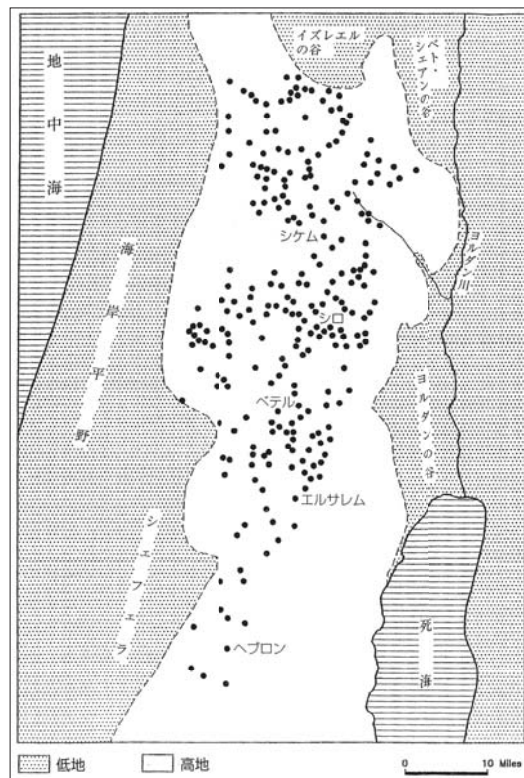 イズレエル
の谷
ベト・
シェアンの谷
地中海
シケム
ヨルダン川
海岸平野
シロ
ベテル
ヨルダンの谷
エルサレム
シェフェラ
ヘブロン
死海
低地
高地
0 10 Miles